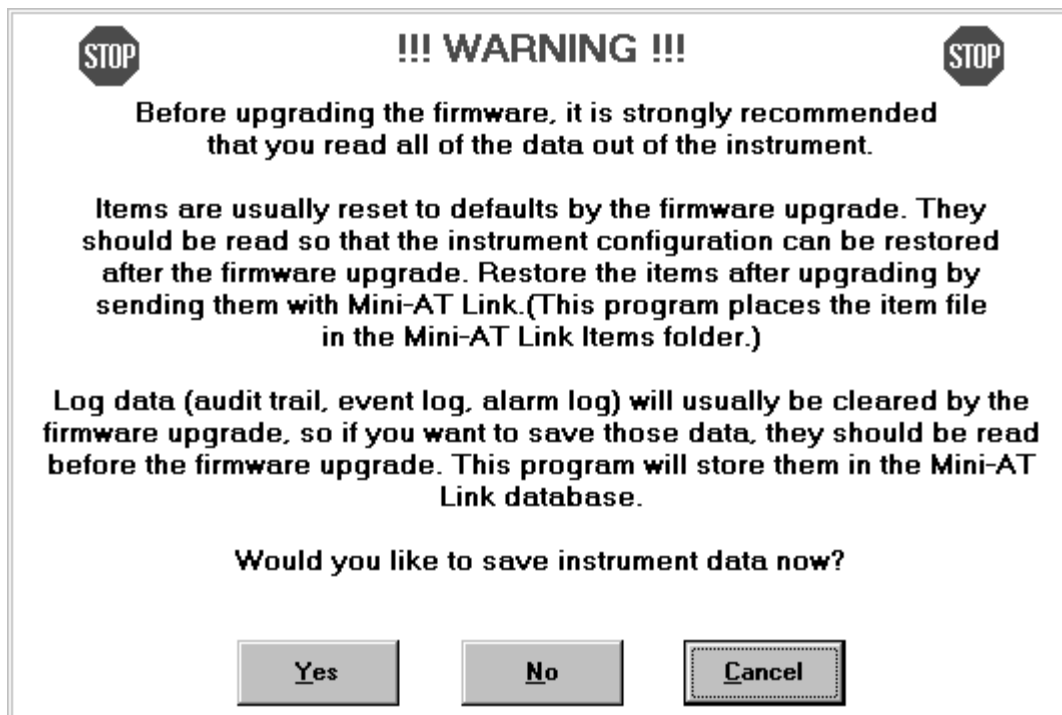 STOP !!! WARNING !!! STOP
Before upgrading the firmware, it is strongly recommended
that you read all of the data out of the instrument.
Items are usually reset to defaults by the firmware upgrade. They
should be read so that the instrument configuration can be restored
after the firmware upgrade. Restore the items after upgrading by
sending them with Mini-AT Link.(This program places the item file
in the Mini-AT Link Items folder.)
Log data (audit trail, event log, alarm log) will usually be cleared by the
firmware upgrade, so if you want to save those data, they should be read
before the firmware upgrade. This program will store them in the Mini-AT
Link database.
Would you like to save instrument data now?
Yes No Cancel